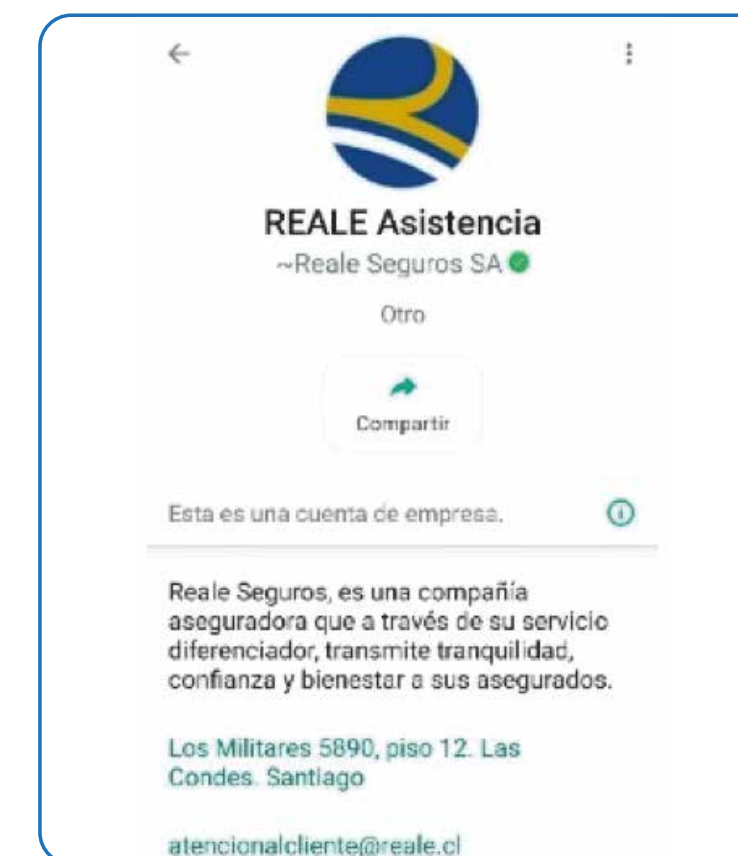 REALE Asistencia
~Reale Seguros SA
Otro
Compartir
Esta es una cuenta de empresa.
Reale Seguros, es una compañía
aseguradora que a través de su servicio
diferenciador, transmite tranquilidad,
confianza y bienestar a sus asegurados.
Los Militares 5890, piso 12. Las
Condes. Santiago
atencionalcliente@reale.cl